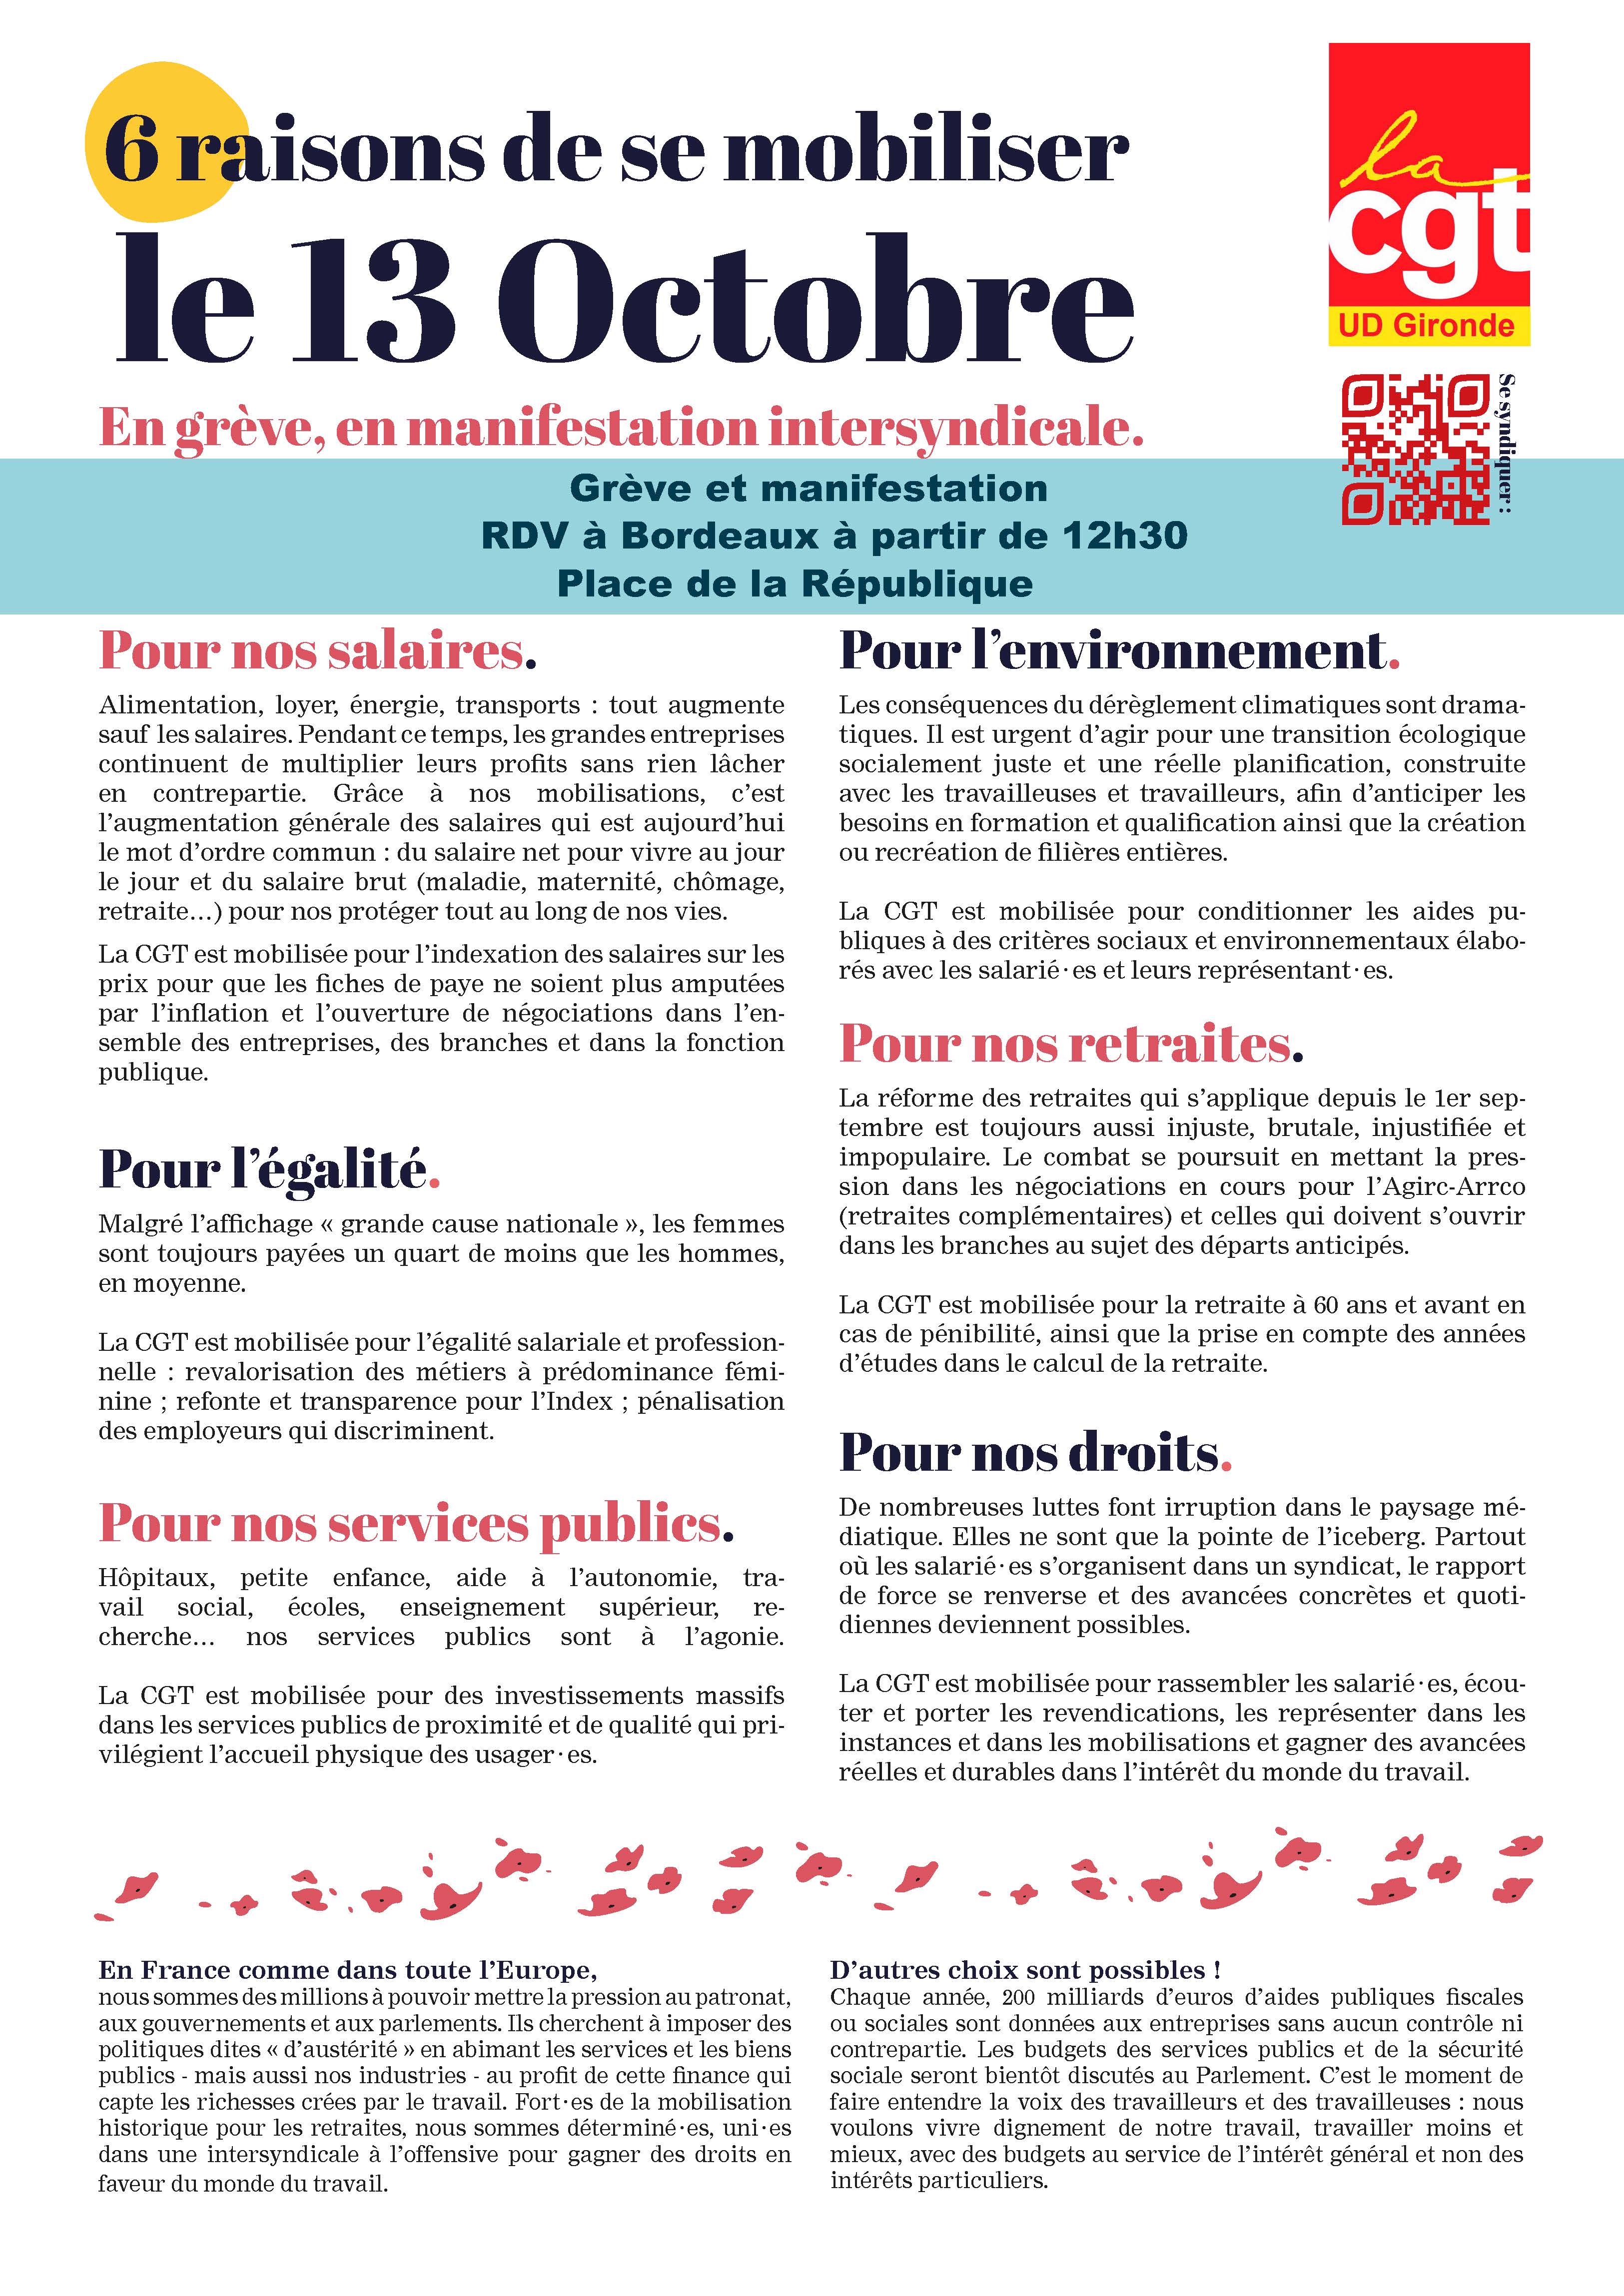 6 raisons de se mobiliser
le 13 Octobre
En grève, en manifestation intersyndicale.
la
cgt
UD Gironde
Se syndiquer :
Grève et manifestation
RDV à Bordeaux à partir de 12h30
Place de la République
Pour nos salaires.
Alimentation, loyer, énergie, transports : tout augmente
sauf les salaires. Pendant ce temps, les grandes entreprises
continuent de multiplier leurs profits sans rien lâcher
en contrepartie. Grâce à nos mobilisations, c’est
l’augmentation générale des salaires qui est aujourd’hui
le mot d’ordre commun : du salaire net pour vivre au jour
le jour et du salaire brut (maladie, maternité, chômage,
retraite…) pour nos protéger tout au long de nos vies.
La CGT est mobilisée pour l’indexation des salaires sur les
prix pour que les fiches de paye ne soient plus amputées
par l’inflation et l’ouverture de négociations dans l’en-
semble des entreprises, des branches et dans la fonction
publique.
Pour l’égalité.
Malgré l’affichage « grande cause nationale », les femmes
sont toujours payées un quart de moins que les hommes,
en moyenne.
La CGT est mobilisée pour l’égalité salariale et profession-
nelle : revalorisation des métiers à prédominance fémi-
nine ; refonte et transparence pour l’Index ; pénalisation
des employeurs qui discriminent.
Pour nos services publics.
Hôpitaux, petite enfance, aide à l’autonomie, tra-
vail social, écoles, enseignement supérieur, re-
cherche… nos services publics sont à l’agonie.
La CGT est mobilisée pour des investissements massifs
dans les services publics de proximité et de qualité qui pri-
vilégient l’accueil physique des usager·es.
Pour l’environnement.
Les conséquences du dérèglement climatiques sont drama-
tiques. Il est urgent d’agir pour une transition écologique
socialement juste et une réelle planification, construite
avec les travailleuses et travailleurs, afin d’anticiper les
besoins en formation et qualification ainsi que la création
ou recréation de filières entières.
La CGT est mobilisée pour conditionner les aides pu-
bliques à des critères sociaux et environnementaux élabo-
rés avec les salarié·es et leurs représentant·es.
Pour nos retraites.
La réforme des retraites qui s’applique depuis le 1er sep-
tembre est toujours aussi injuste, brutale, injustifiée et
impopulaire. Le combat se poursuit en mettant la pres-
sion dans les négociations en cours pour l’Agirc-Arrco
(retraites complémentaires) et celles qui doivent s’ouvrir
dans les branches au sujet des départs anticipés.
La CGT est mobilisée pour la retraite à 60 ans et avant en
cas de pénibilité, ainsi que la prise en compte des années
d’études dans le calcul de la retraite.
Pour nos droits.
De nombreuses luttes font irruption dans le paysage mé-
diatique. Elles ne sont que la pointe de l’iceberg. Partout
où les salarié·es s’organisent dans un syndicat, le rapport
de force se renverse et des avancées concrètes et quoti-
diennes deviennent possibles.
La CGT est mobilisée pour rassembler les salarié·es, écou-
ter et porter les revendications, les représenter dans les
instances et dans les mobilisations et gagner des avancées
réelles et durables dans l’intérêt du monde du travail.
En France comme dans toute l’Europe,
nous sommes des millions à pouvoir mettre la pression au patronat,
aux gouvernements et aux parlements. Ils cherchent à imposer des
politiques dites « d’austérité » en abimant les services et les biens
publics - mais aussi nos industries - au profit de cette finance qui
capte les richesses crées par le travail. Fort·es de la mobilisation
historique pour les retraites, nous sommes déterminé·es, uni·es
dans une intersyndicale à l’offensive pour gagner des droits en
faveur du monde du travail.
D’autres choix sont possibles !
Chaque année, 200 milliards d’euros d’aides publiques fiscales
ou sociales sont données aux entreprises sans aucun contrôle ni
contrepartie. Les budgets des services publics et de la sécurité
sociale seront bientôt discutés au Parlement. C’est le moment de
faire entendre la voix des travailleurs et des travailleuses : nous
voulons vivre dignement de notre travail, travailler moins et
mieux, avec des budgets au service de l’intérêt général et non des
intérêts particuliers.